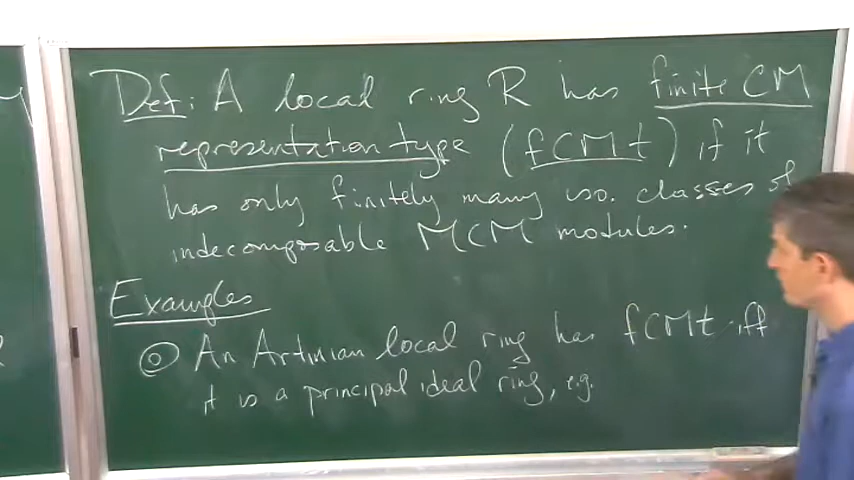 Def: A local ring R has finite CM
representation type (fCMt) if it
has only finitely many iso. classes of
indecomposable MCM modules.
Examples
⓪ An Artinian local ring has fCMt iff
it is a principal ideal ring, e.g.